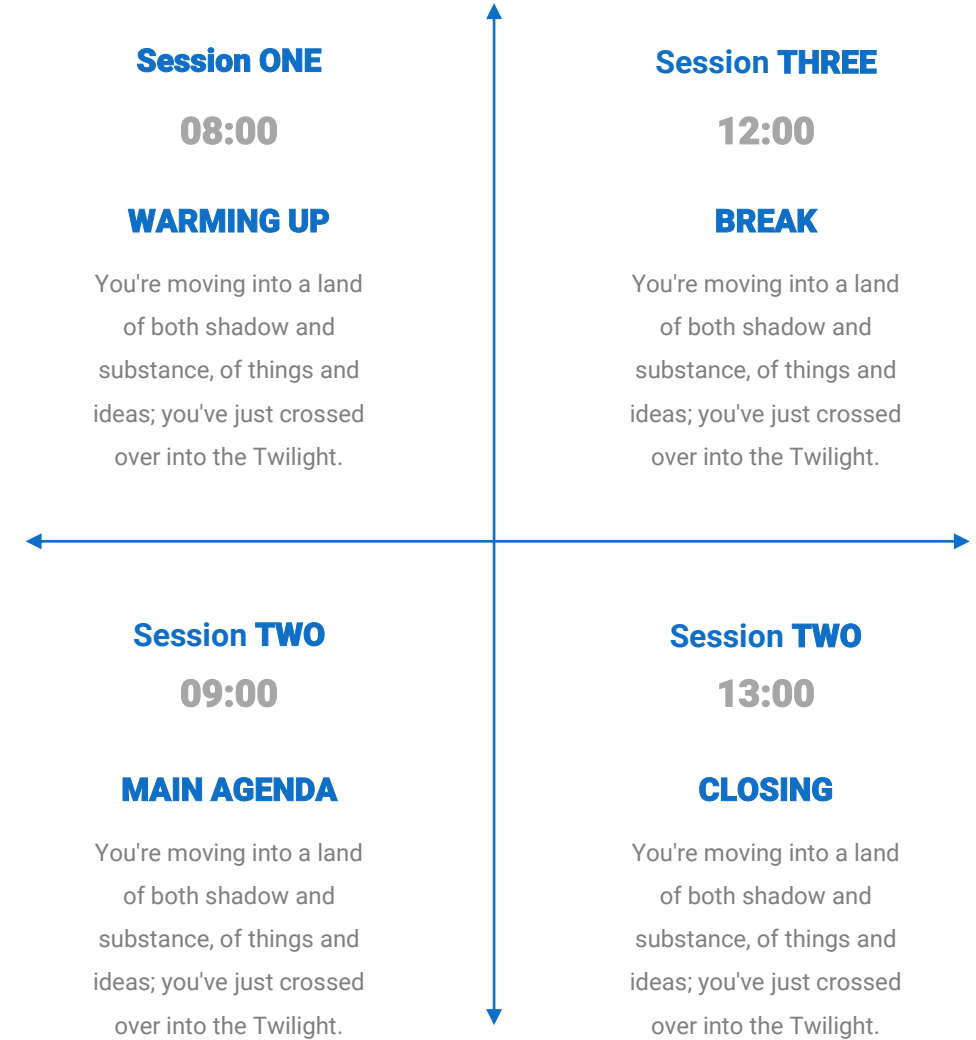 Session ONE
08:00
WARMING UP
You're moving into a land
of both shadow and
substance, of things and
ideas; you've just crossed
over into the Twilight.
Session THREE
12:00
BREAK
You're moving into a land
of both shadow and
substance, of things and
ideas; you've just crossed
over into the Twilight.
Session TWO
09:00
MAIN AGENDA
You're moving into a land
of both shadow and
substance, of things and
ideas; you've just crossed
over into the Twilight.
Session TWO
13:00
CLOSING
You're moving into a land
of both shadow and
substance, of things and
ideas; you've just crossed
over into the Twilight.